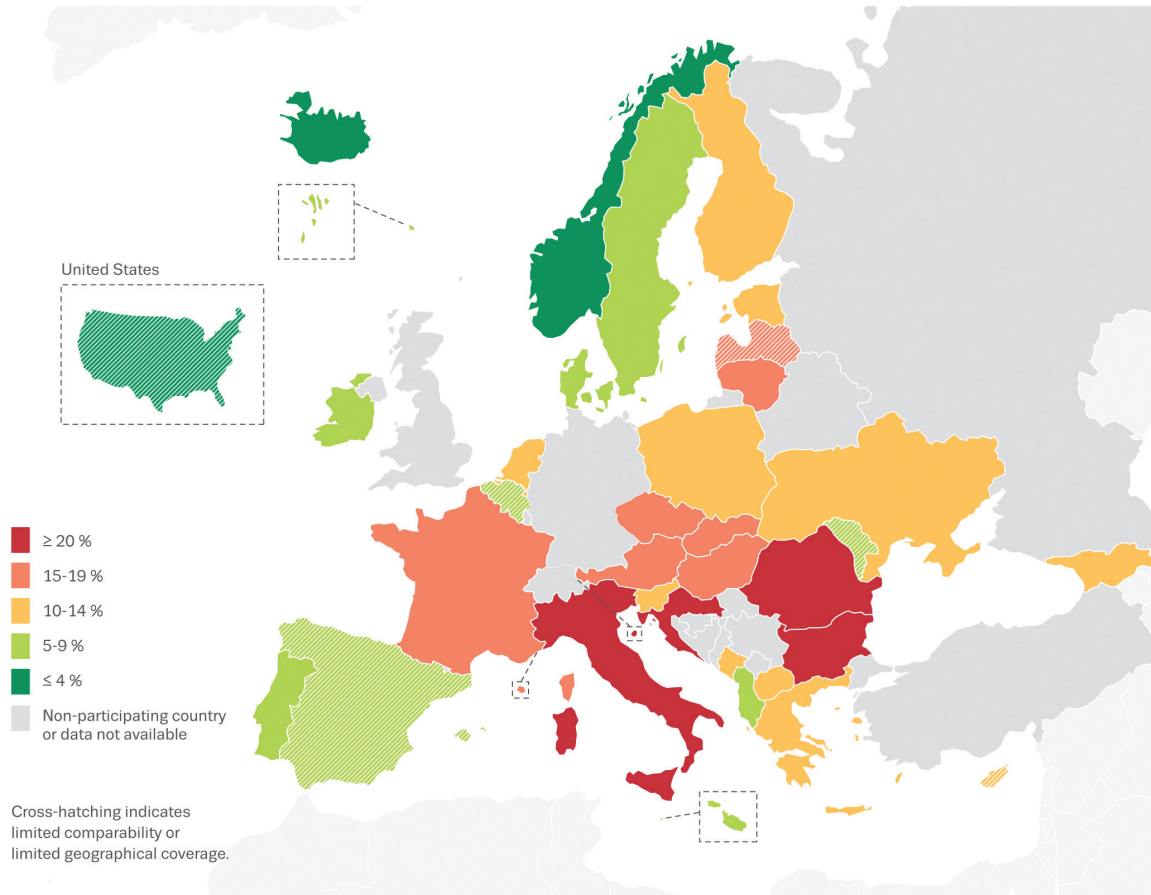 United States
≥ 20 %
15-19 %
10-14 %
5-9 %
≤ 4 %
Non-participating country
or data not available
Cross-hatching indicates
limited comparability or
limited geographical coverage.